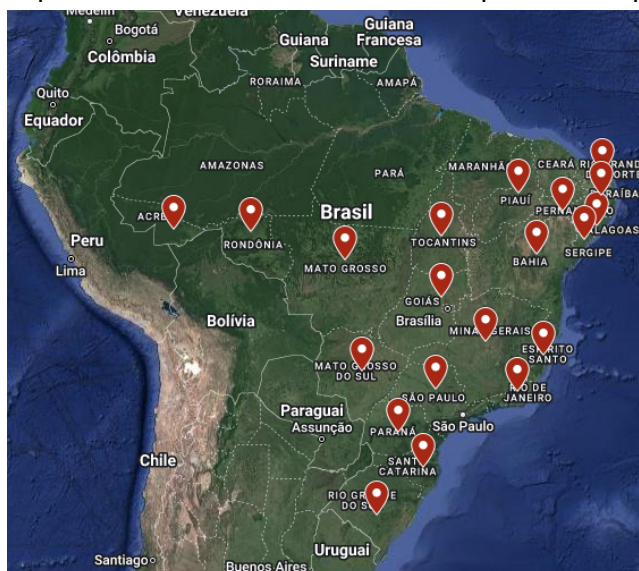 Medellín
Venezuela
Bogotá
Colômbia
Guiana
Guiana
Francesa
Suriname
RORAIMA
AMAPÁ
Quito
Equador
AMAZONAS
PARÁ
MARANHÃO
CEARÁ
PIAUÍ
PARAÍBA
ALAGOAS
SERGIPE
ACRE
RONDÔNIA
Brasil
MATO GROSSO
TOCANTINS
BAHIA
Peru
Lima
GOIÁS
Brasília
Bolívia
MINAS GERAIS
ESPÍRITO
SANTO
MATO GROSSO
DO SUL
SÃO PAULO
RIO DE
JANEIRO
Paraguai
Assunção
PARANÁ
São Paulo
Chile
SANTA
CATARINA
RIO GRANDE
DO SUL
Uruguai
Santiago
Buenos Aires